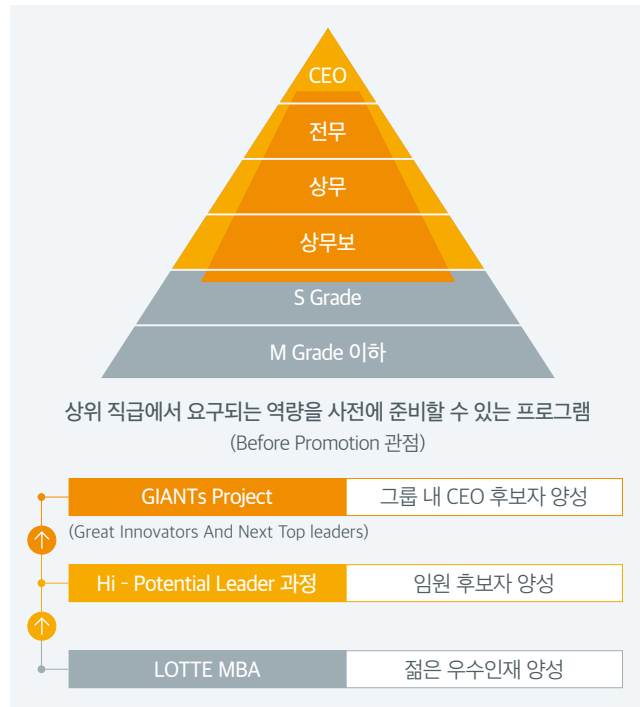 CEO
전무
상무
상무보
S Grade
M Grade 이하
상위 직급에서 요구되는 역량을 사전에 준비할 수 있는 프로그램
(Before Promotion 관점)
GIANTs Project 그룹 내 CEO 후보자 양성
(Great Innovators And Next Top leaders)
Hi - Potential Leader 과정 임원 후보자 양성
LOTTE MBA 젊은 우수인재 양성